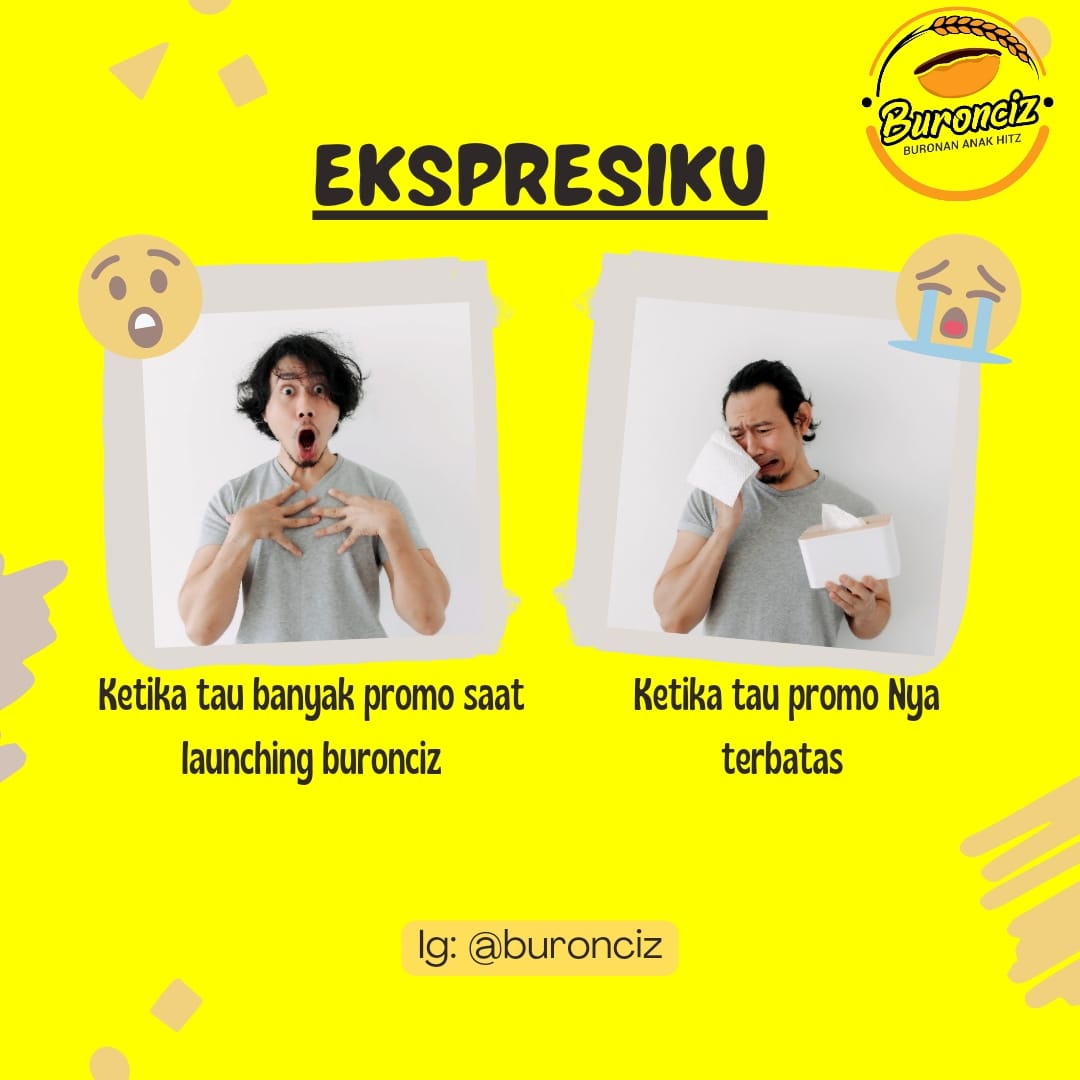 Buronciz
BURONAN ANAK HITZ
EKSPRESIKU
Ketika tau banyak promo saat
launching buronciz
Ketika tau promo Nya
terbatas
Ig: @buronciz